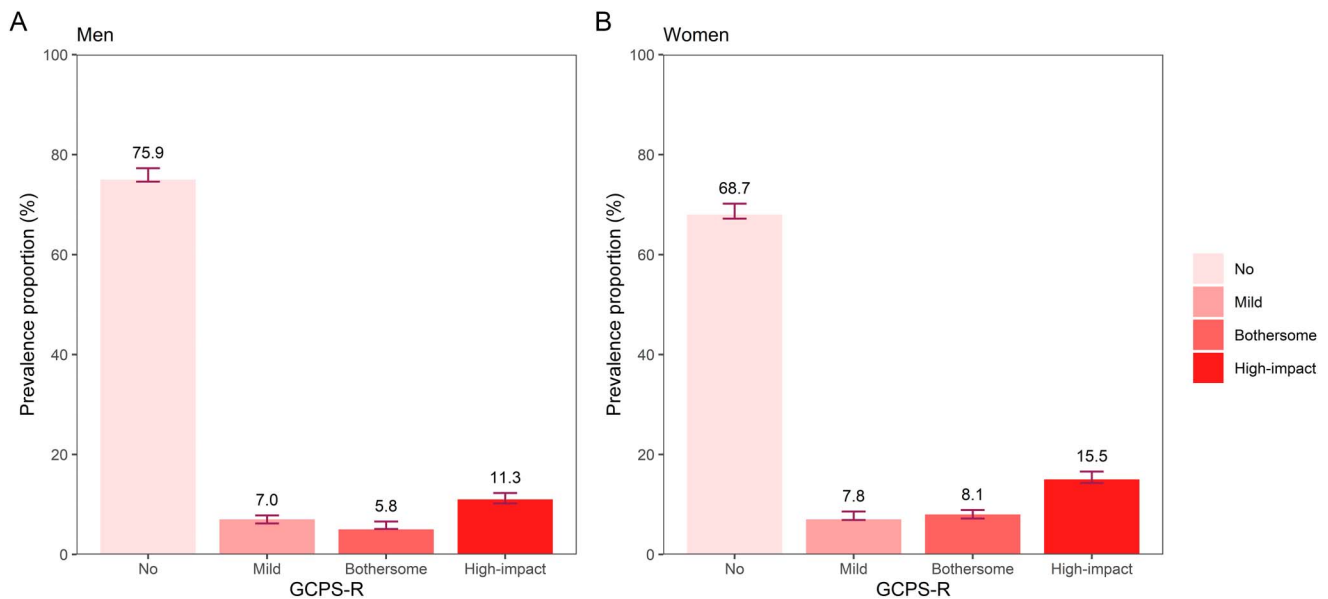 A
Men
Prevalence proportion (%)
100
80
60
40
20
0
75.9
7.0
5.8
11.3
No
Mild
Bothersome
High-impact
GCPS-R
B
Women
Prevalence proportion (%)
100
80
60
40
20
0
68.7
7.8
8.1
15.5
No
Mild
Bothersome
High-impact
GCPS-R
No
Mild
Bothersome
High-impact